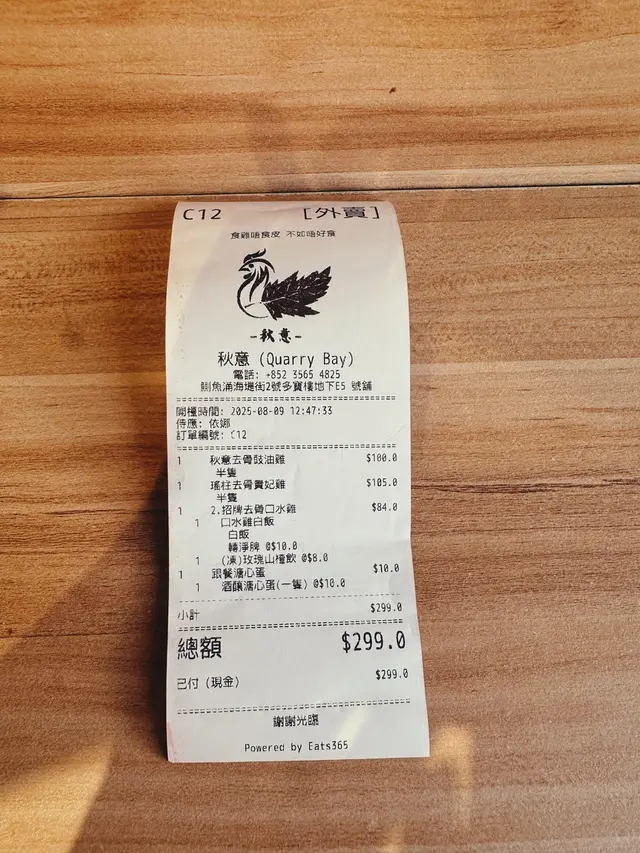 C12 [外賣]
食雞唔食皮 不如唔好食
-秋意-
秋意 (Quarry Bay)
電話: +852 3565 4825
鰂魚涌海堤街2號多寶樓地下E5 號舖
開檯時間: 2025-08-09 12:47:33
侍應: 依娜
訂單編號: C12
1 秋意去骨豉油雞 $100.0
半隻
1 瑤柱去骨貴妃雞 $105.0
半隻
1 2.招牌去骨口水雞 $84.0
1 口水雞白飯
白飯
轉淨脾 @$10.0
1 (凍)玫瑰山楂飲 @$8.0
1 跟餐溏心蛋 $10.0
1 酒釀溏心蛋(一隻) @$10.0
小計 $299.0
總額 $299.0
已付 (現金) $299.0
謝謝光臨
Powered by Eats365